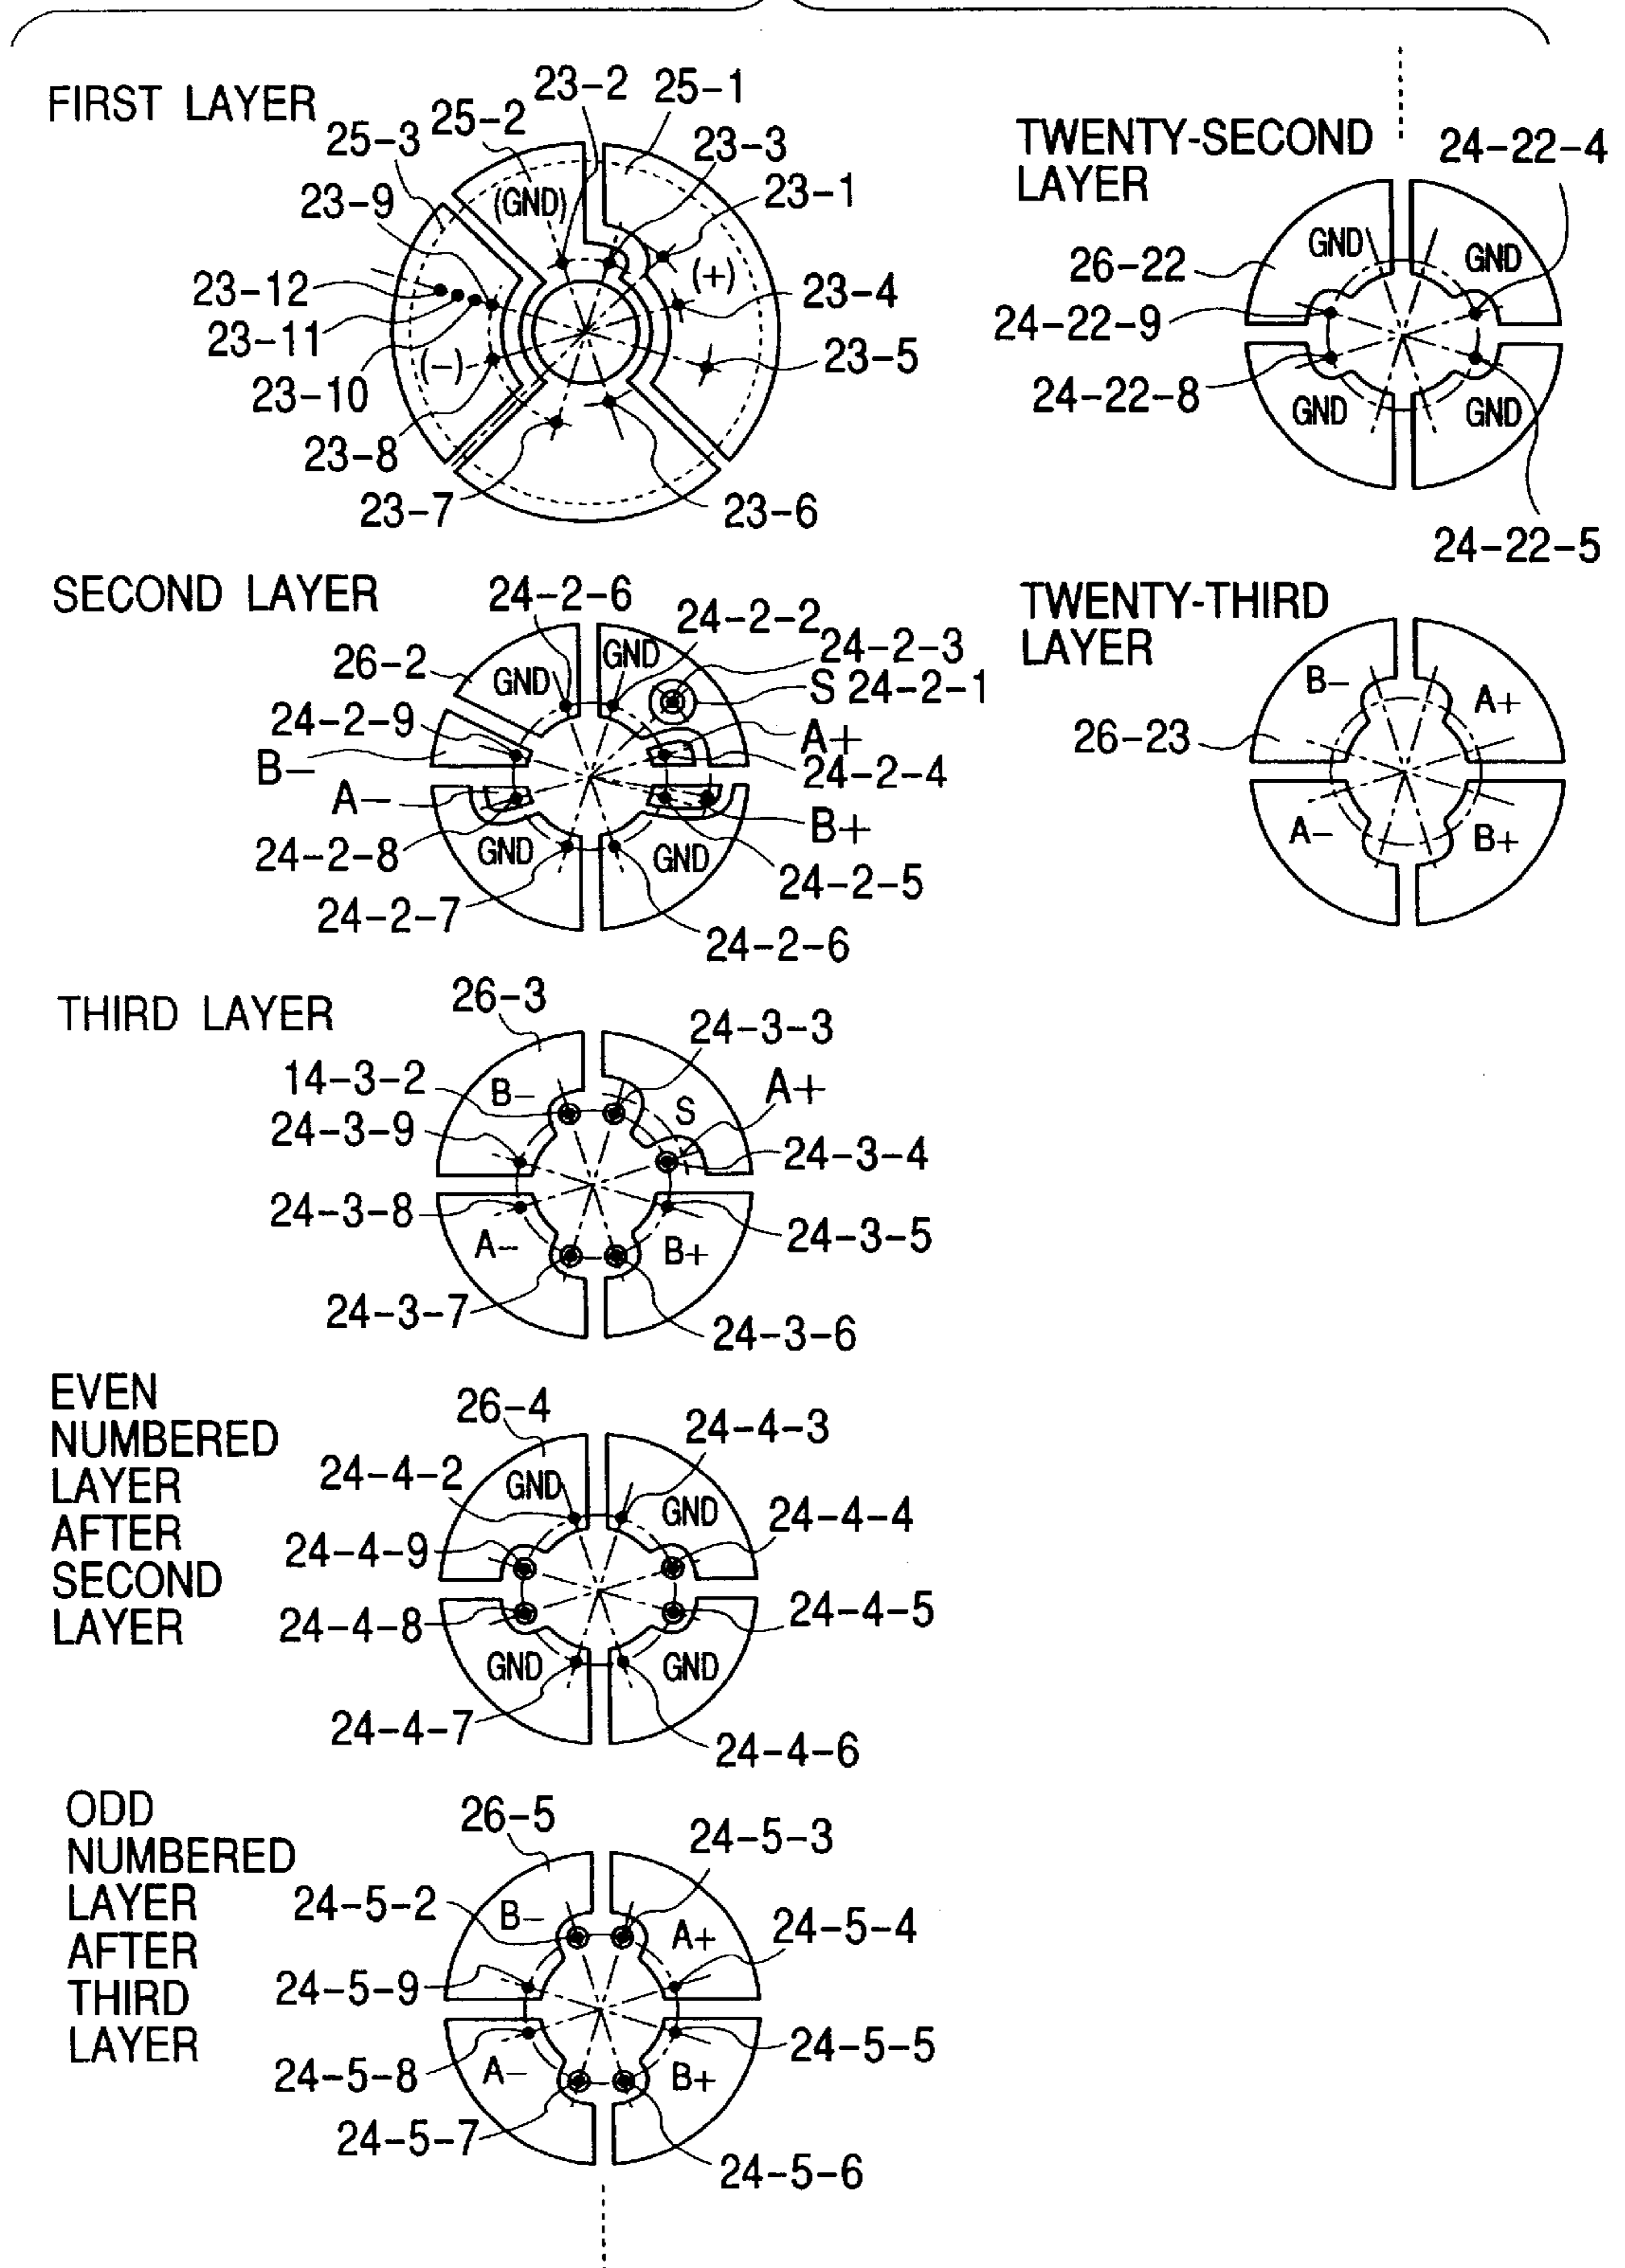 FIRST LAYER
23-2
25-1
25-2
25-3
23-3
(GND)
23-1
23-9
(+)
23-12
23-4
23-11
23-5
(-)
23-10
23-8
23-7
23-6
SECOND LAYER
24-2-6
24-2-2
26-2
GND
GND
24-2-3
S 24-2-1
24-2-9
A+
B-
24-2-4
A-
B+
24-2-8
GND
GND
24-2-5
24-2-7
24-2-6
THIRD LAYER
26-3
24-3-3
14-3-2
B-
A+
S
24-3-9
24-3-4
24-3-8
24-3-5
A-
B+
24-3-7
24-3-6
EVEN
NUMBERED
LAYER
AFTER
SECOND
LAYER
26-4
24-4-3
24-4-2
GND
GND
24-4-4
24-4-9
24-4-8
24-4-5
GND
GND
24-4-7
24-4-6
ODD
NUMBERED
LAYER
AFTER
THIRD
LAYER
26-5
24-5-3
24-5-2
B-
A+
24-5-4
24-5-9
24-5-5
24-5-8
A-
B+
24-5-7
24-5-6
TWENTY-SECOND
LAYER
24-22-4
GND
GND
26-22
24-22-9
24-22-8
GND
GND
24-22-5
TWENTY-THIRD
LAYER
B-
A+
26-23
A-
B+